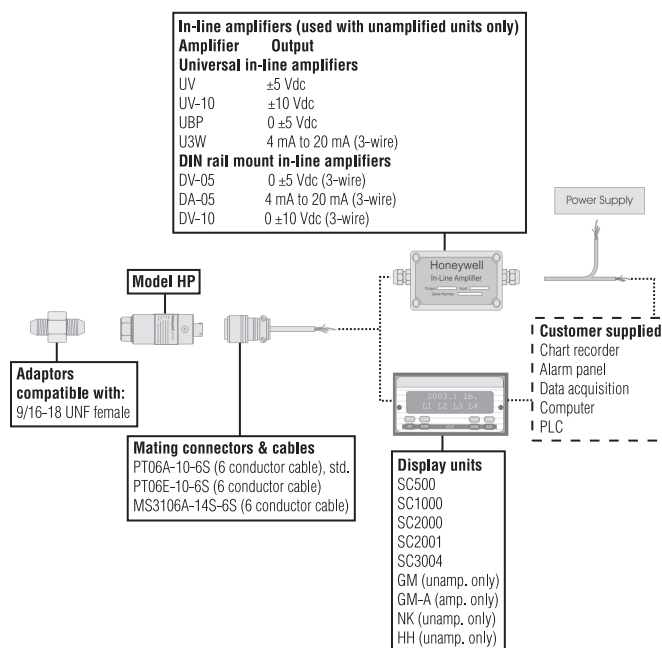 In-line amplifiers (used with unamplified units only)
Amplifier Output
Universal in-line amplifiers
UV ±5 Vdc
UV-10 ±10 Vdc
UBP 0 ±5 Vdc
U3W 4 mA to 20 mA (3-wire)
DIN rail mount in-line amplifiers
DV-05 0 ±5 Vdc (3-wire)
DA-05 4 mA to 20 mA (3-wire)
DV-10 0 ±10 Vdc (3-wire)
Power Supply
Honeywell
In-Line Amplifier
Output Input
Serial Number
Model HP
Adaptors
compatible with:
9/16-18 UNF female
Mating connectors & cables
PT06A-10-6S (6 conductor cable), std.
PT06E-10-6S (6 conductor cable)
MS3106A-14S-6S (6 conductor cable)
2003.1 lb.
L1 L2 L3 L4
Customer supplied
Chart recorder
Alarm panel
Data acquisition
Computer
PLC
Display units
SC500
SC1000
SC2000
SC2001
SC3004
GM (unamp. only)
GM-A (amp. only)
NK (unamp. only)
HH (unamp. only)